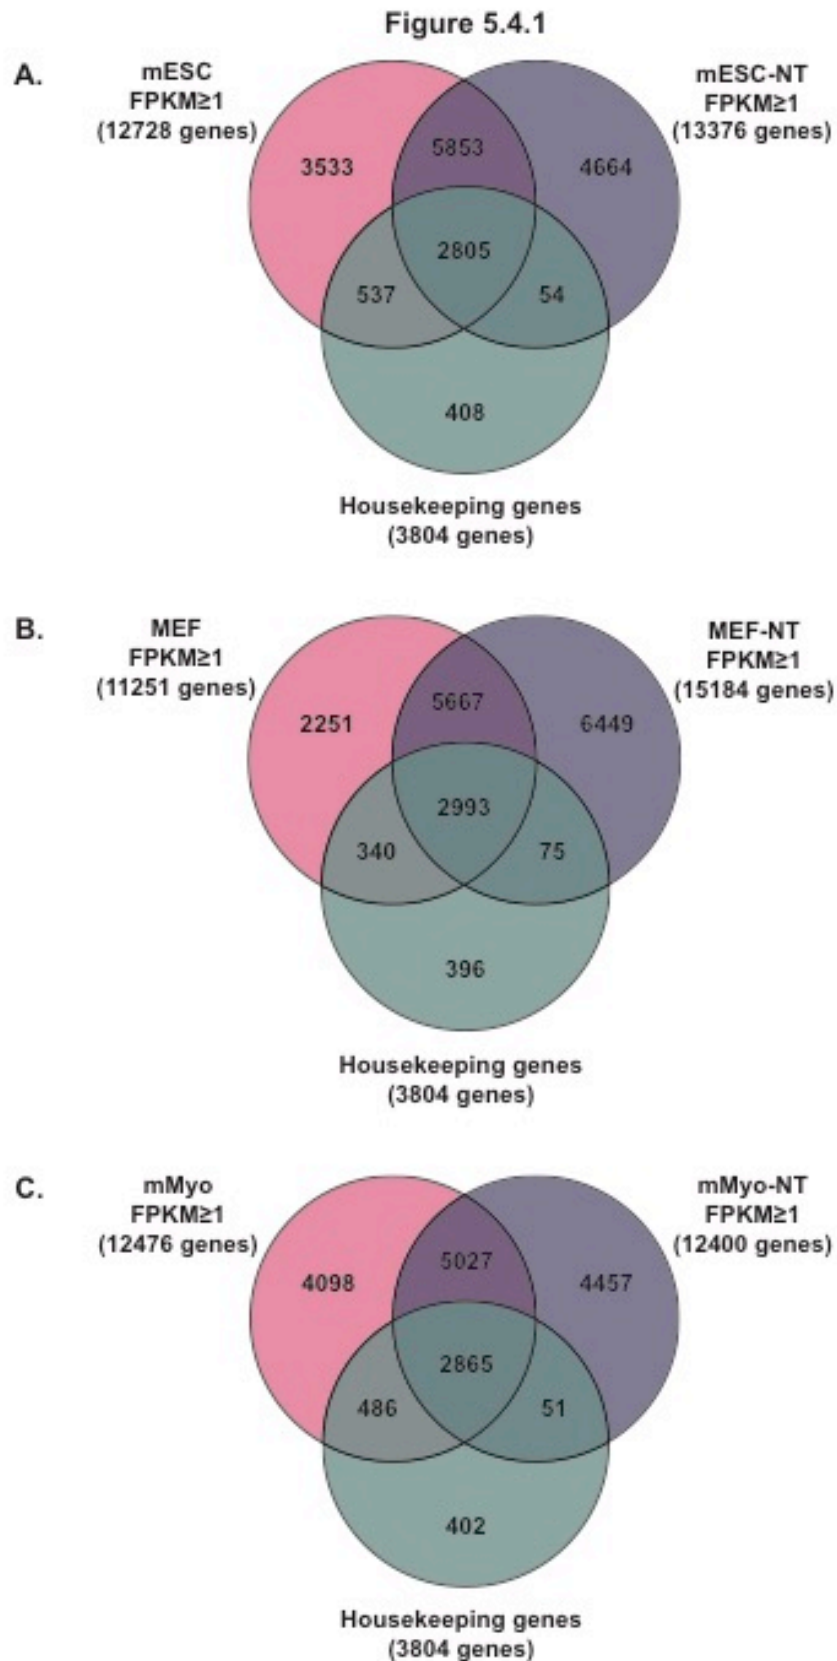 Figure 5.4.1
A.
mESC
FPKM≥1
(12728 genes)
mESC-NT
FPKM≥1
(13376 genes)
3533
5853
4664
2805
537
54
408
Housekeeping genes
(3804 genes)
B.
MEF
FPKM≥1
(11251 genes)
MEF-NT
FPKM≥1
(15184 genes)
2251
5667
6449
2993
340
75
396
Housekeeping genes
(3804 genes)
C.
mMyo
FPKM≥1
(12476 genes)
mMyo-NT
FPKM≥1
(12400 genes)
4098
5027
4457
2865
486
51
402
Housekeeping genes
(3804 genes)